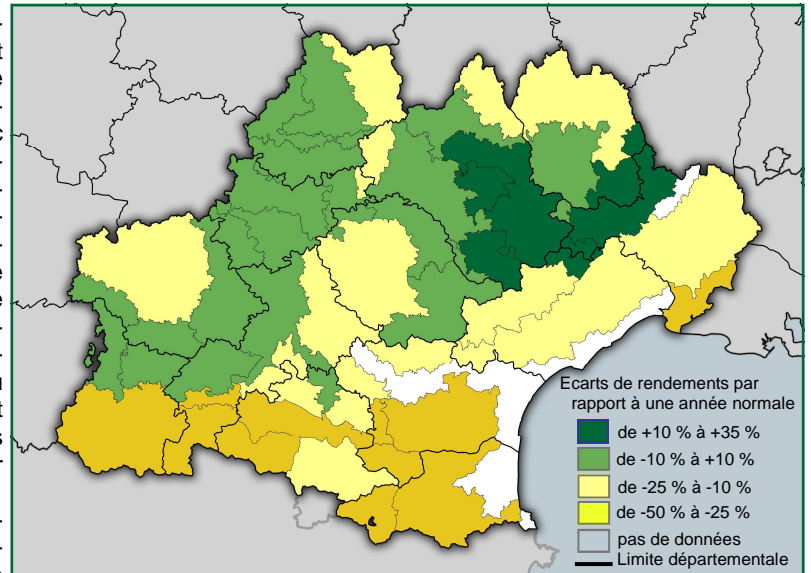 Ecarts de rendements par
rapport à une année normale
de +10 % à +35 %
de -10 % à +10 %
de -25 % à -10 %
de -50 % à -25 %
pas de données
Limite départementale